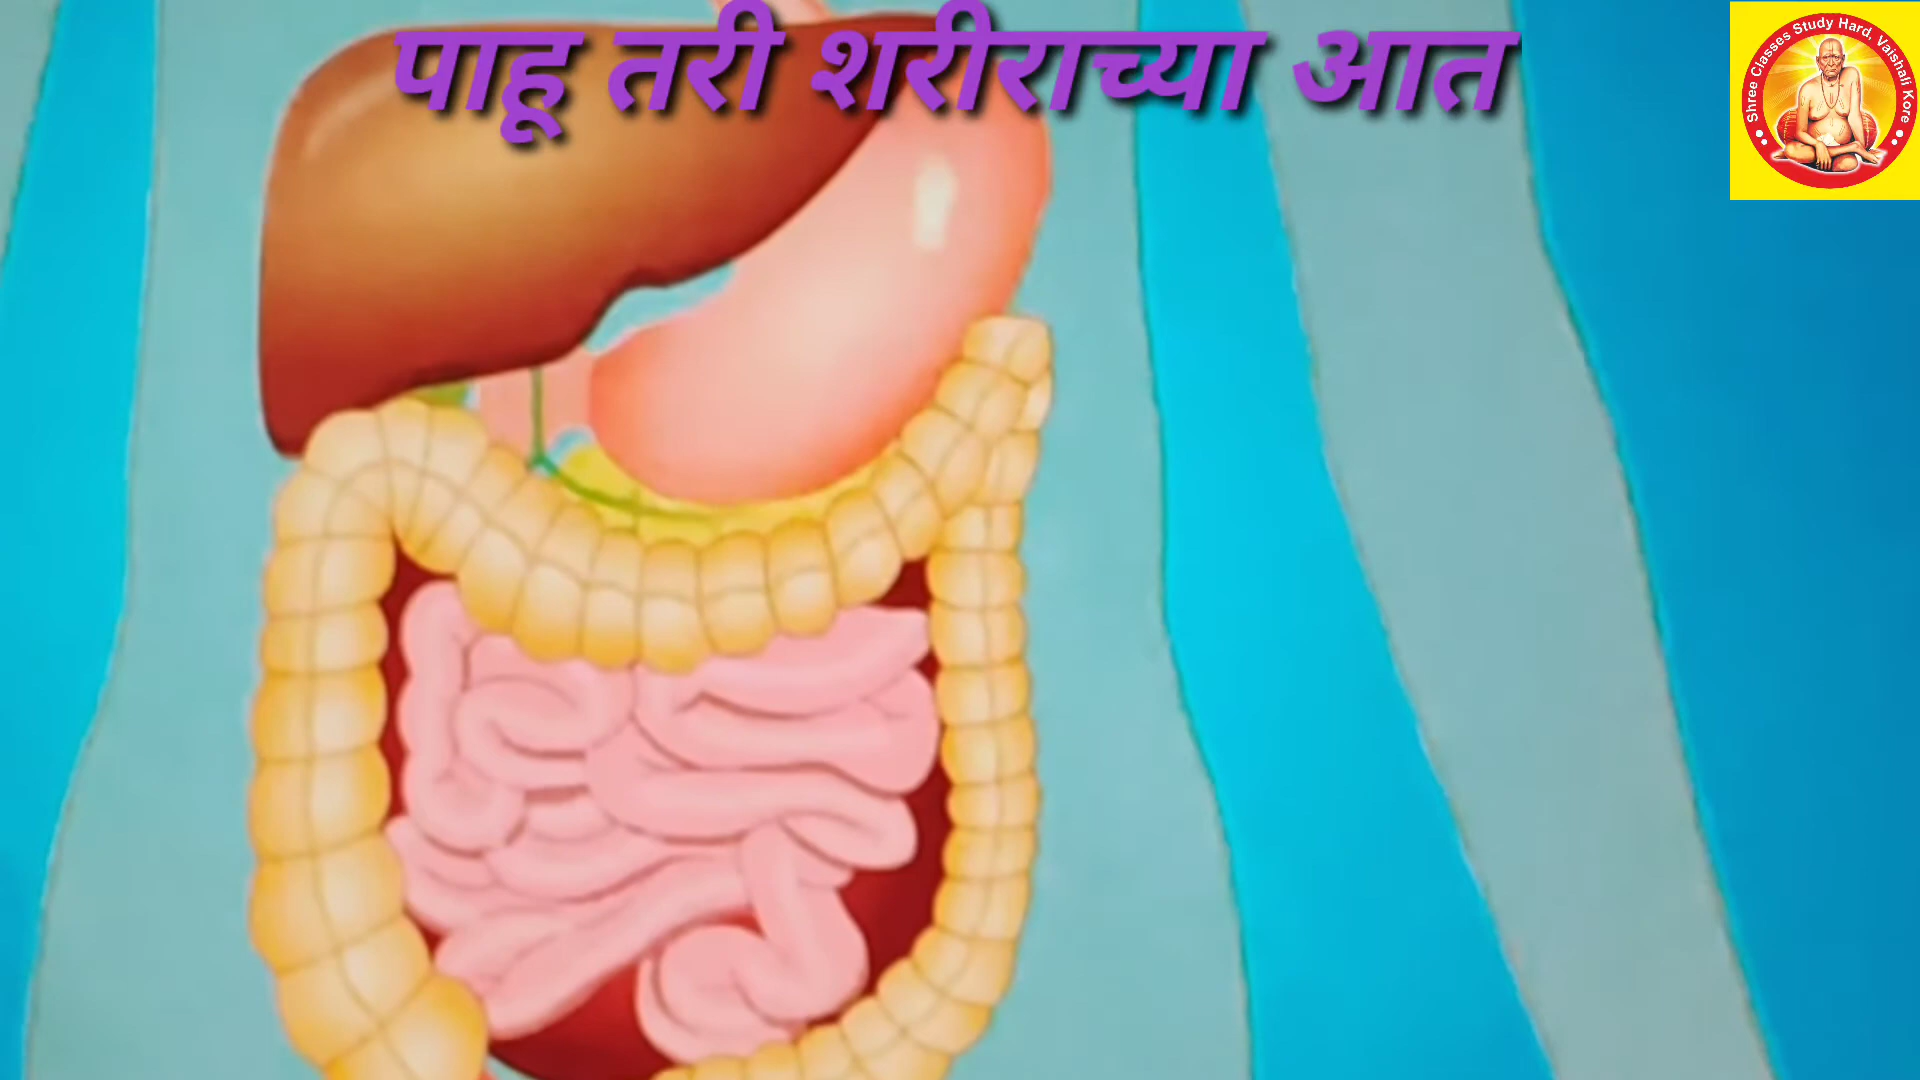 पाहू तरी शरीराच्या आत
Shree Classes Study Hard, Vaishali Kore